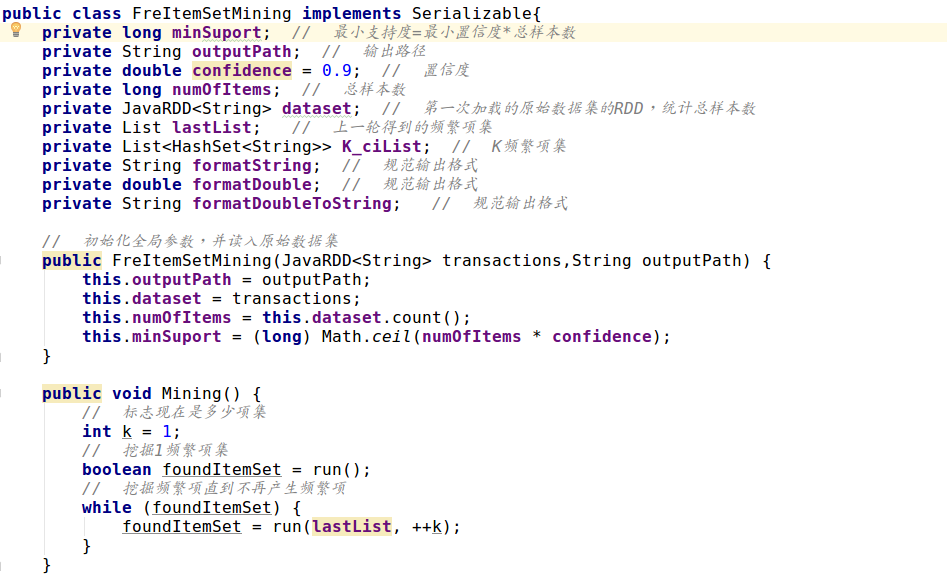 public class FreItemSetMining implements Serializable{
    private long minSuport;  //  最小支持度=最小置信度*总样本数
    private String outputPath;  //  输出路径
    private double confidence = 0.9;  //  置信度
    private long numOfItems;  //  总样本数
    private JavaRDD<String> dataset;  //  第一次加载的原始数据集的RDD，统计总样本数
    private List lastList;   //  上一轮得到的频繁项集
    private List<HashSet<String>> K_ciList;  //  K频繁项集
    private String formatString;  //  规范输出格式
    private double formatDouble;  //  规范输出格式
    private String formatDoubleToString;   //  规范输出格式

    //  初始化全局参数，并读入原始数据集
    public FreItemSetMining(JavaRDD<String> transactions,String outputPath) {
        this.outputPath = outputPath;
        this.dataset = transactions;
        this.numOfItems = this.dataset.count();
        this.minSuport = (long) Math.ceil(numOfItems * confidence);
    }

    public void Mining() {
        //  标志现在是多少项集
        int k = 1;
        //  挖掘1频繁项集
        boolean foundItemSet = run();
        //  挖掘频繁项直到不再产生频繁项
        while (foundItemSet) {
            foundItemSet = run(lastList, ++k);
        }
    }